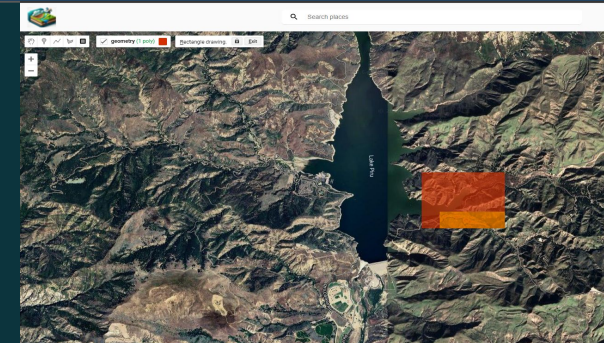 Search places
geometry (1 poly)
Rectangle drawing.
Exit
+
−
Lake Piru